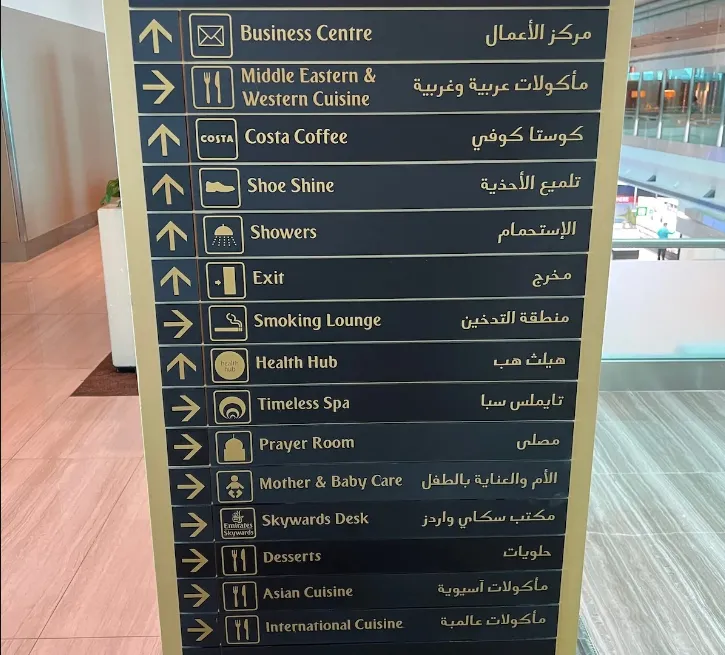 Business Centre مركز الأعمال
Middle Eastern & مأكولات عربية وغربية
Western Cuisine
COSTA Costa Coffee كوستا كوفي
Shoe Shine تلميع الأحذية
Showers الإستحمام
Exit مخرج
Smoking Lounge منطقة التدخين
health hub Health Hub هيلث هب
Timeless Spa تايملس سبا
Prayer Room مصلى
Mother & Baby Care الأم والعناية بالطفل
Emirates Skywards Skywards Desk مكتب سكاي واردز
Desserts حلويات
Asian Cuisine مأكولات آسيوية
International Cuisine مأكولات عالمية